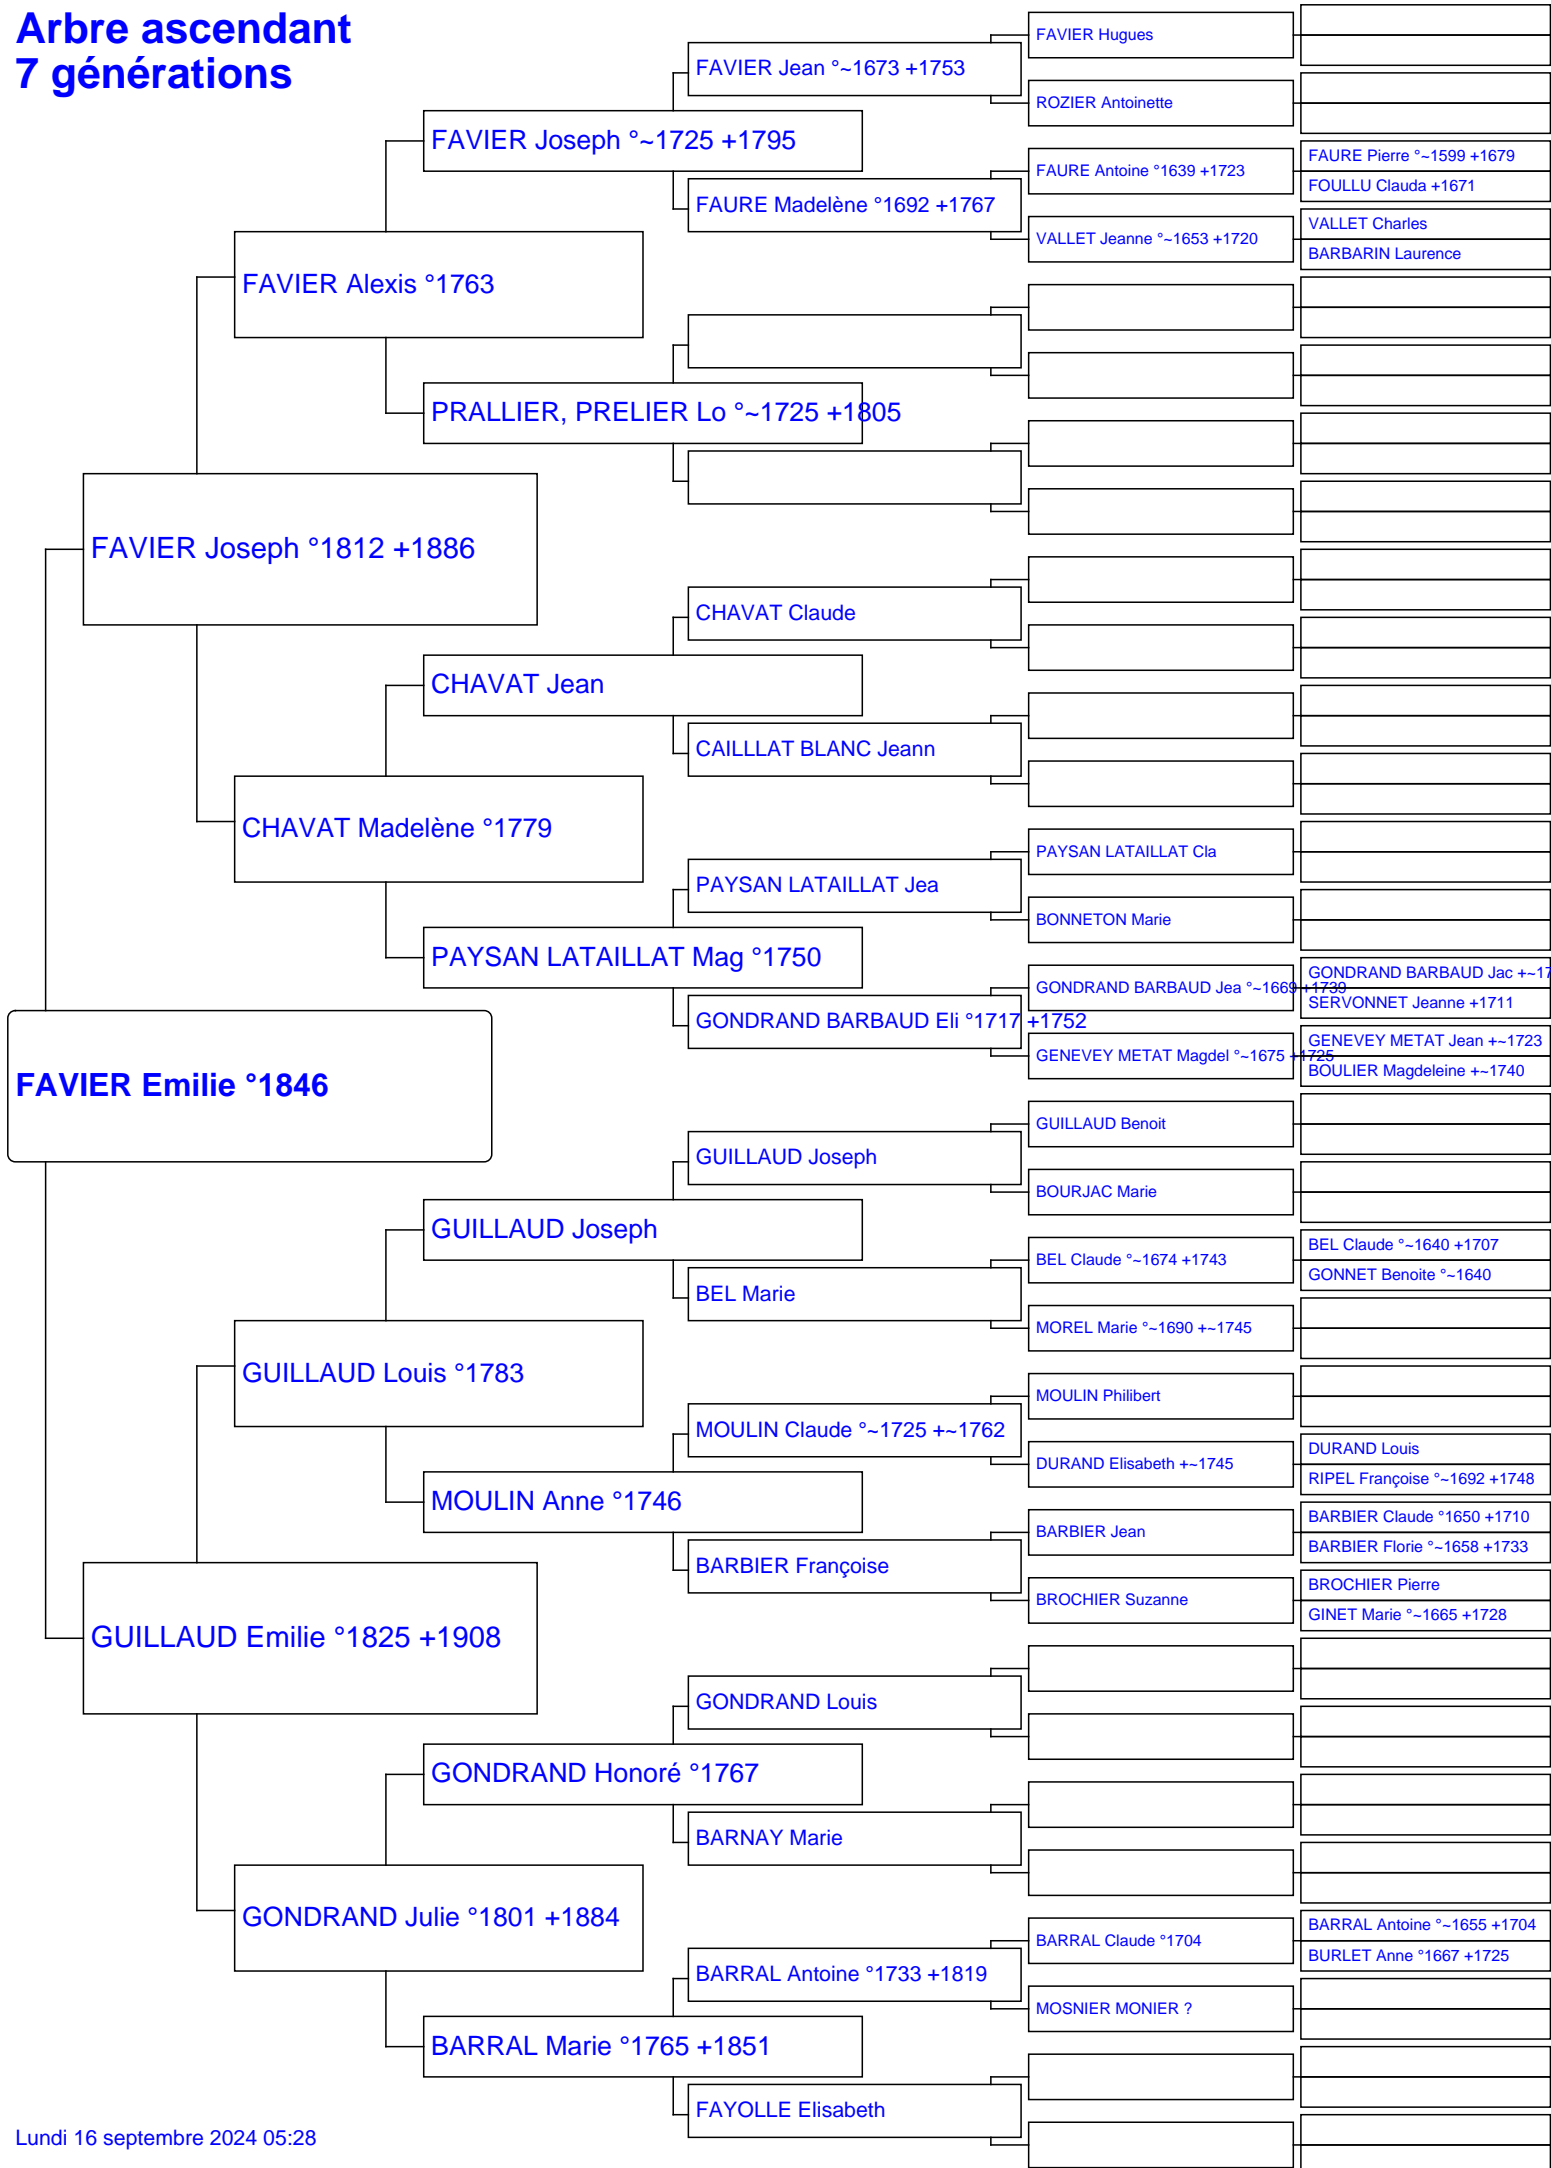 Arbre ascendant
7 générations
FAVIER Hugues
FAVIER Jean °~1673 +1753
ROZIER Antoinette
FAVIER Joseph °~1725 +1795
FAURE Pierre °~1599 +1679
FAURE Antoine °1639 +1723
FOULLU Clauda +1671
FAURE Madelène °1692 +1767
VALLET Charles
VALLET Jeanne °~1653 +1720
BARBARIN Laurence
FAVIER Alexis °1763
PRALLIER, PRELIER Lo °~1725 +1805
FAVIER Joseph °1812 +1886
CHAVAT Claude
CHAVAT Jean
CAILLLAT BLANC Jeann
CHAVAT Madelène °1779
PAYSAN LATAILLAT Cla
PAYSAN LATAILLAT Jea
BONNETON Marie
PAYSAN LATAILLAT Mag °1750
GONDRAND BARBAUD Jac +~17
GONDRAND BARBAUD Jea °~1669 +1739
SERVONNET Jeanne +1711
GONDRAND BARBAUD Eli °1717 +1752
GENEVEY METAT Jean +~1723
GENEVEY METAT Magdel °~1675 +1725
BOULIER Magdeleine +~1740
FAVIER Emilie °1846
GUILLAUD Benoit
GUILLAUD Joseph
BOURJAC Marie
GUILLAUD Joseph
BEL Claude °~1640 +1707
BEL Claude °~1674 +1743
GONNET Benoite °~1640
BEL Marie
MOREL Marie °~1690 +~1745
GUILLAUD Louis °1783
MOULIN Philibert
MOULIN Claude °~1725 +~1762
DURAND Louis
DURAND Elisabeth +~1745
RIPEL Françoise °~1692 +1748
MOULIN Anne °1746
BARBIER Claude °1650 +1710
BARBIER Jean
BARBIER Florie °~1658 +1733
BARBIER Françoise
BROCHIER Pierre
BROCHIER Suzanne
GINET Marie °~1665 +1728
GUILLAUD Emilie °1825 +1908
GONDRAND Louis
GONDRAND Honoré °1767
BARNAY Marie
GONDRAND Julie °1801 +1884
BARRAL Antoine °~1655 +1704
BARRAL Claude °1704
BURLET Anne °1667 +1725
BARRAL Antoine °1733 +1819
MOSNIER MONIER ?
BARRAL Marie °1765 +1851
FAYOLLE Elisabeth
Lundi 16 septembre 2024 05:28